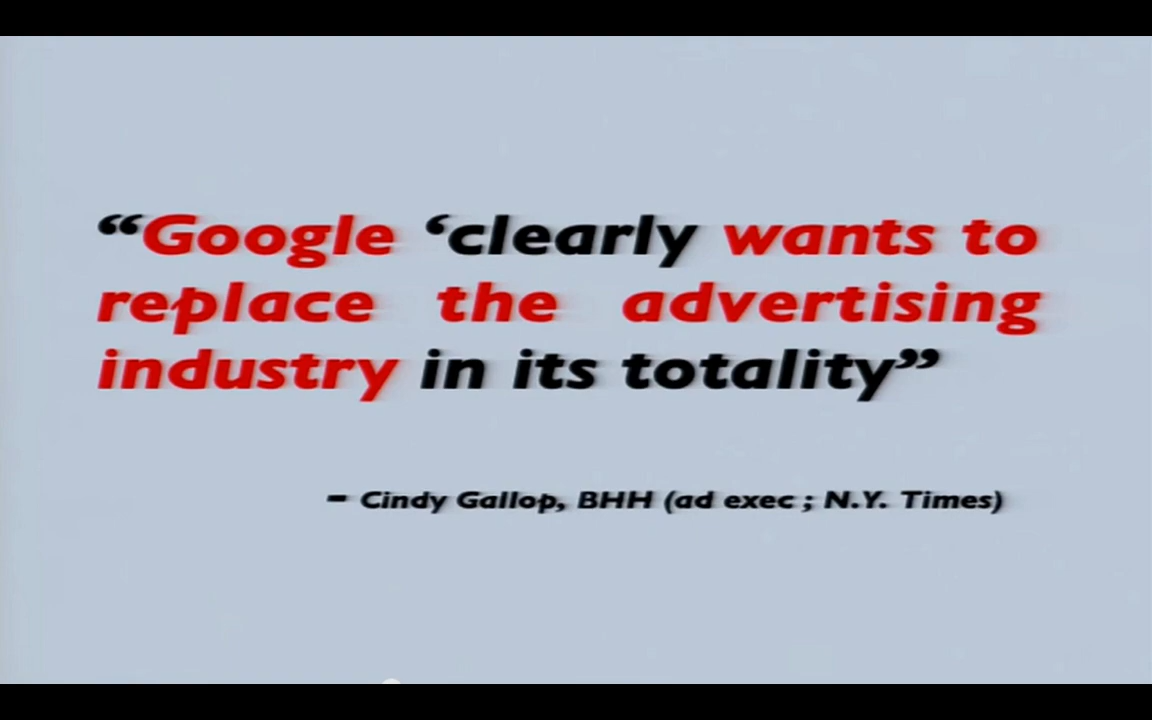 “Google ‘clearly wants to
replace the advertising
industry in its totality”
– Cindy Gallop, BHH (ad exec ; N.Y. Times)